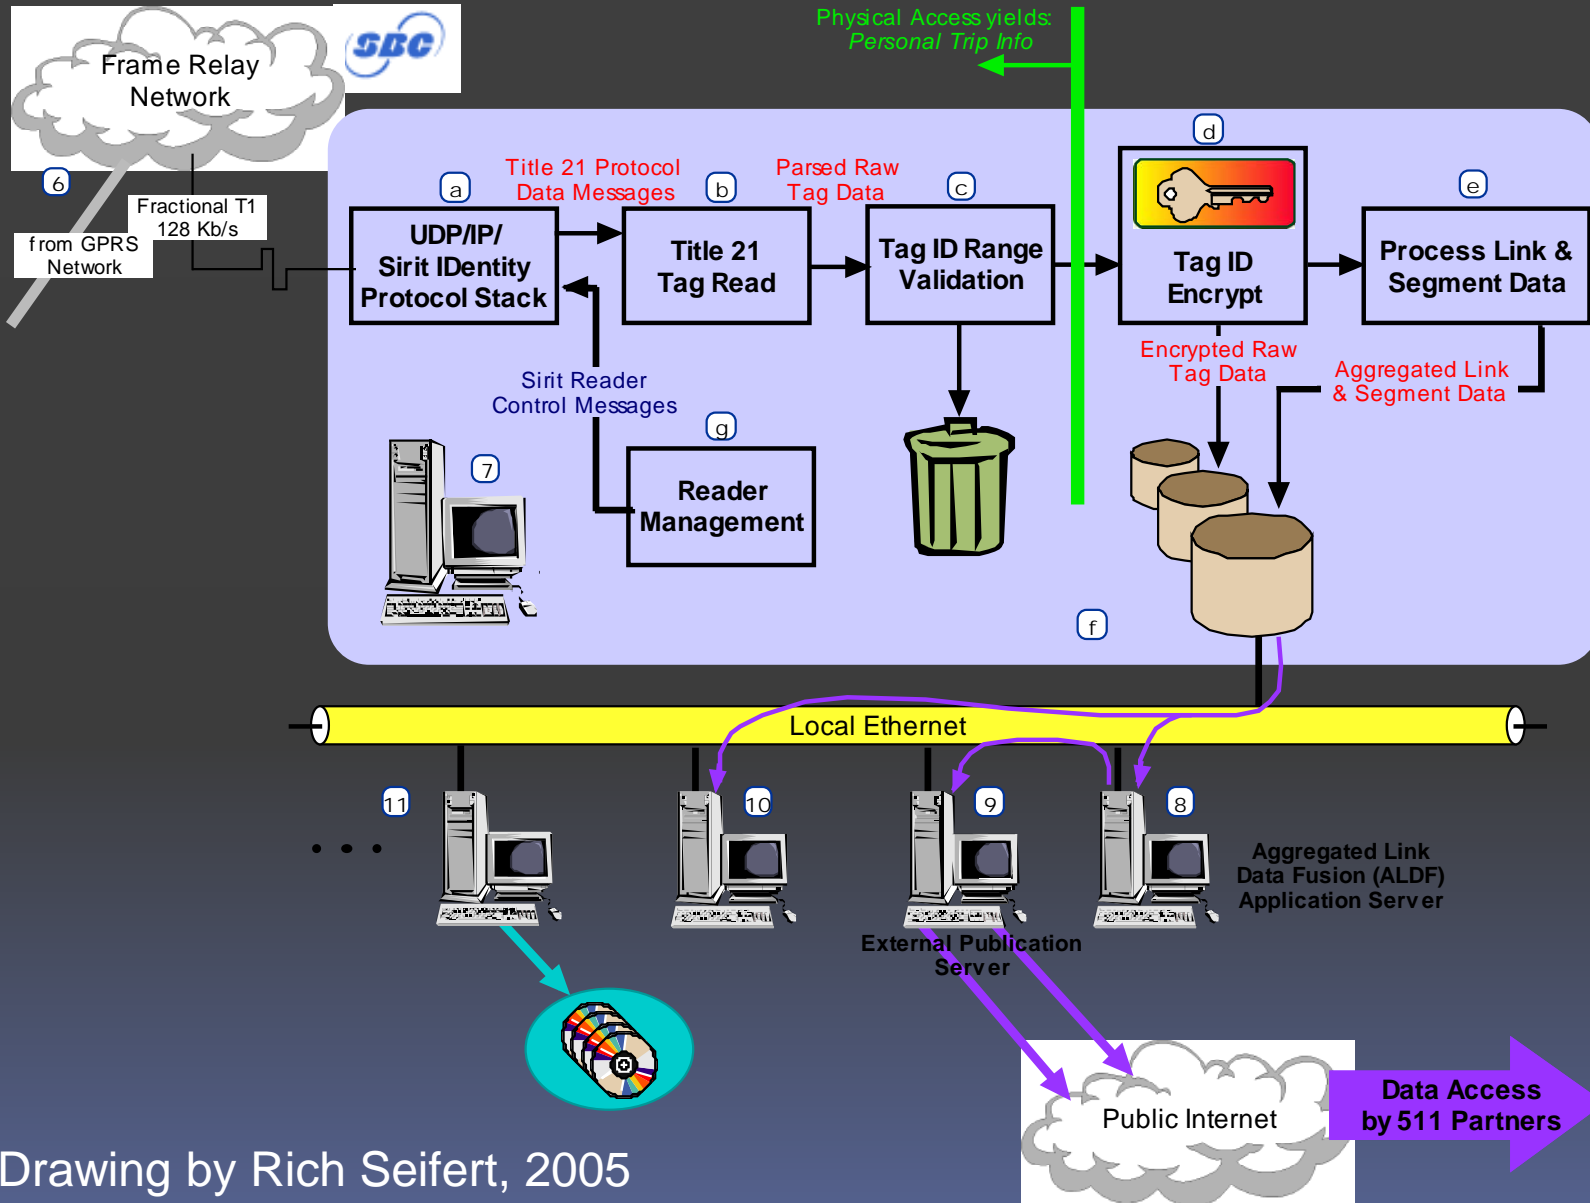 Physical Access yields:
Personal Trip Info
SBC
Frame Relay
Network
6
Fractional T1
128 Kb/s
from GPRS
Network
a
UDP/IP/
Sirit IDentity
Protocol Stack
Title 21 Protocol
Data Messages
b
Title 21
Tag Read
Parsed Raw
Tag Data
c
Tag ID Range
Validation
d
Tag ID
Encrypt
e
Process Link &
Segment Data
Encrypted Raw
Tag Data
Aggregated Link
& Segment Data
Sirit Reader
Control Messages
g
Reader
Management
7
f
Local Ethernet
11
10
9
8
Aggregated Link
Data Fusion (ALDF)
Application Server
External Publication
Server
Public Internet
Data Access
by 511 Partners
Drawing by Rich Seifert, 2005